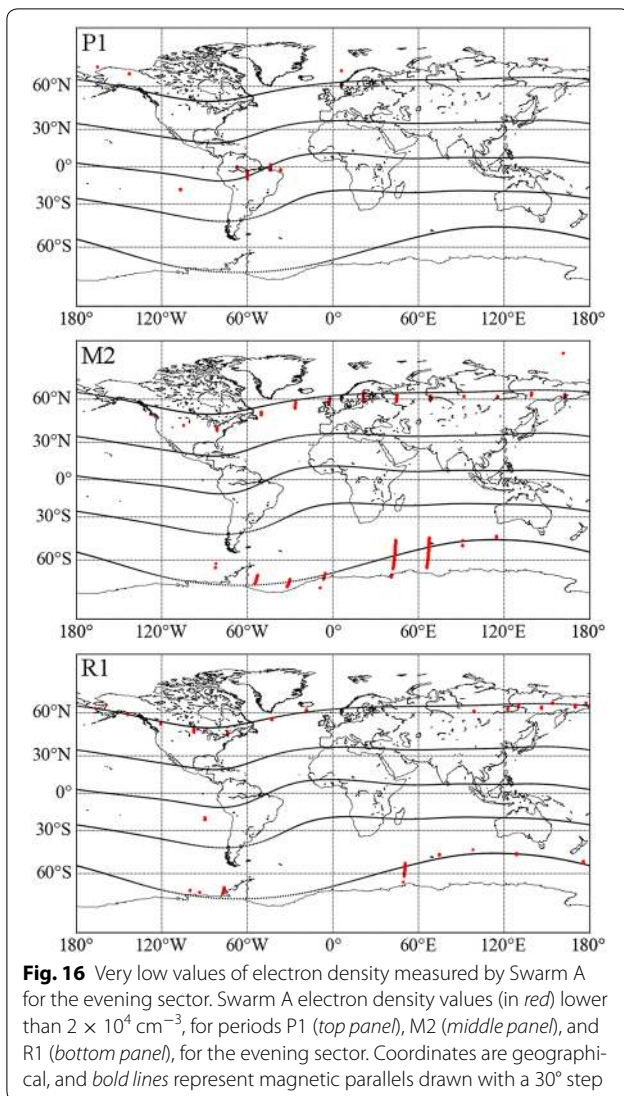 P1
60°N
30°N
0°
30°S
60°S
180° 120°W 60°W 0° 60°E 120°E 180°
M2
60°N
30°N
0°
30°S
60°S
180° 120°W 60°W 0° 60°E 120°E 180°
R1
60°N
30°N
0°
30°S
60°S
180° 120°W 60°W 0° 60°E 120°E 180°
Fig. 16 Very low values of electron density measured by Swarm A
for the evening sector. Swarm A electron density values (in red) lower
than 2 × 10⁴ cm⁻³, for periods P1 (top panel), M2 (middle panel), and
R1 (bottom panel), for the evening sector. Coordinates are geographi-
cal, and bold lines represent magnetic parallels drawn with a 30° step